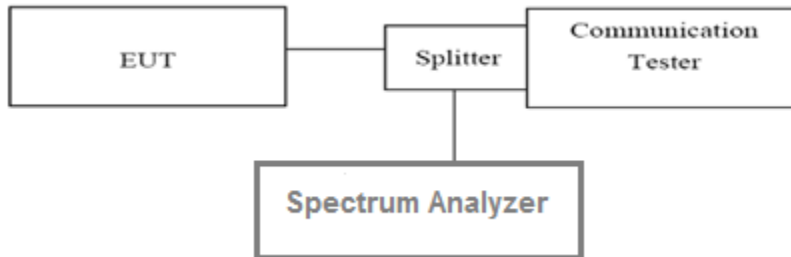 EUT
Splitter
Communication
Tester
Spectrum Analyzer